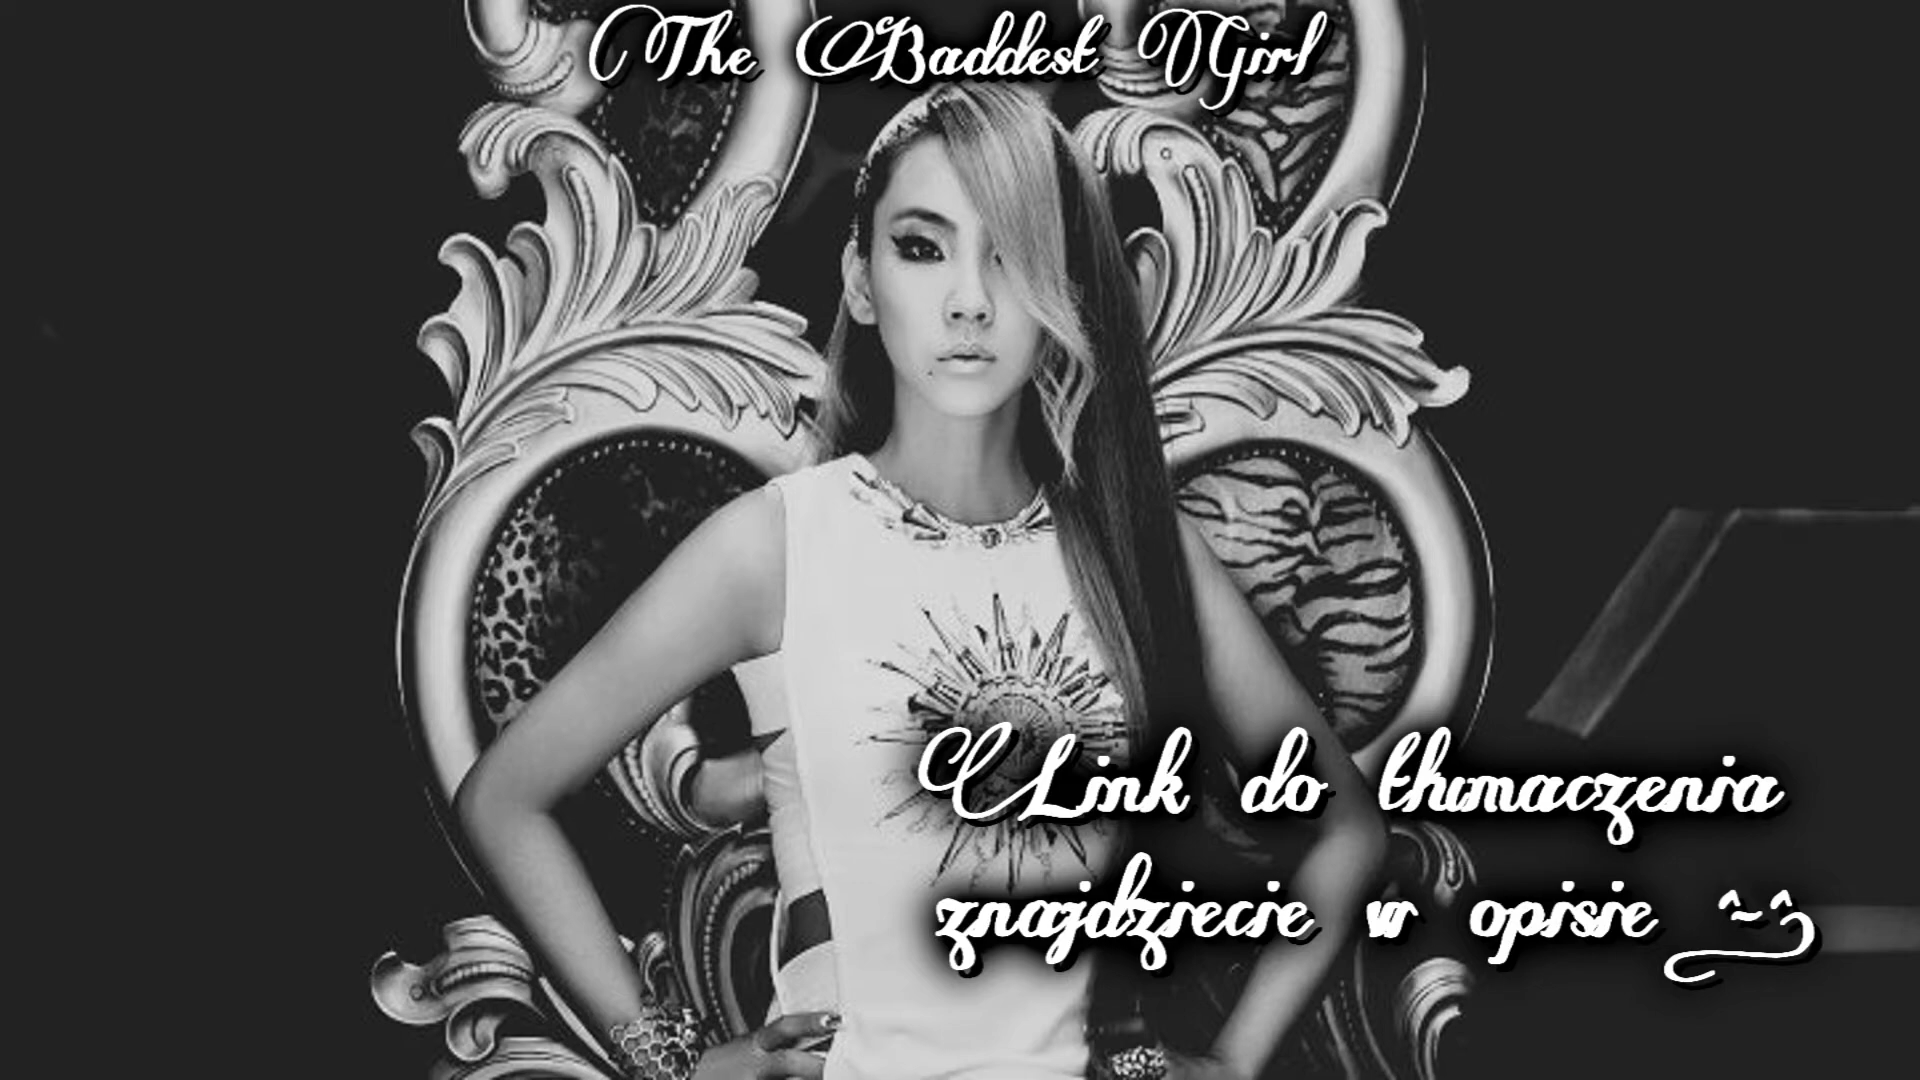 The Baddest Girl
Link do tłumaczenia
znajdziecie w opisie ^~^